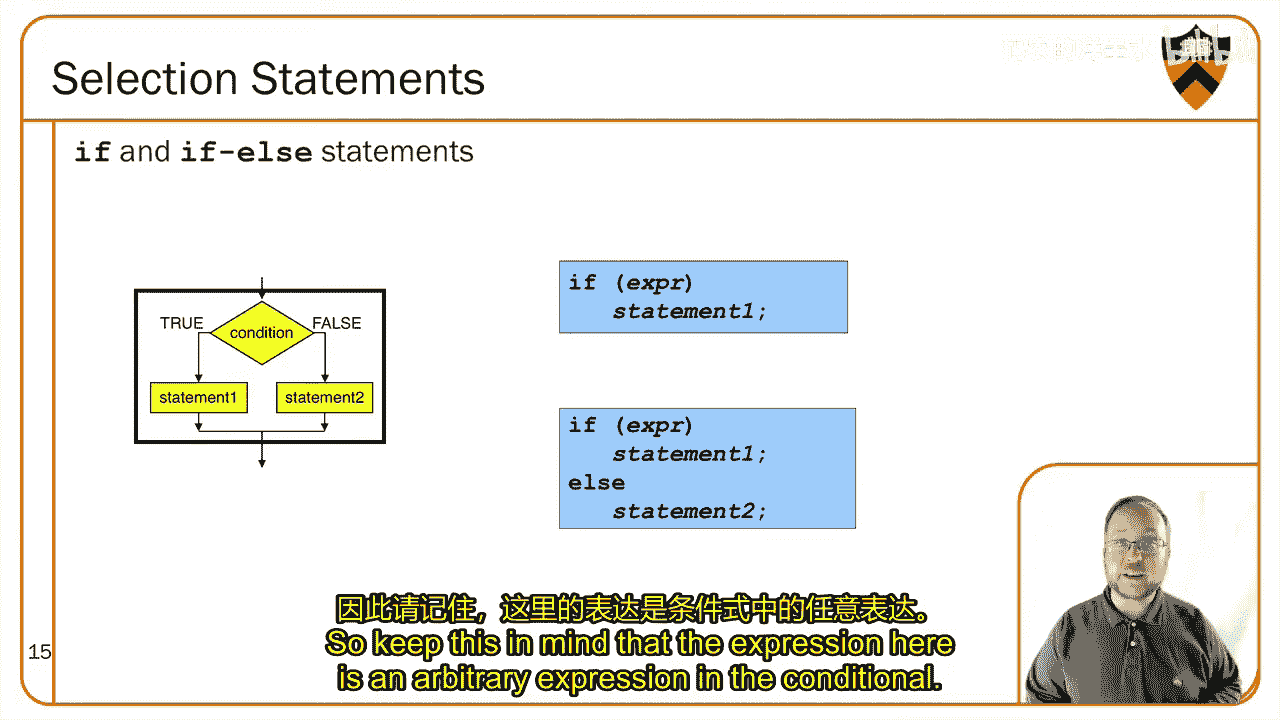 Selection Statements
if and if-else statements
TRUE
condition
FALSE
statement1
statement2
if (expr)
statement1;
if (expr)
statement1;
else
statement2;
15
因此请记住，这里的表达是条件式中的任意表达。
So keep this in mind that the expression here
is an arbitrary expression in the conditional.